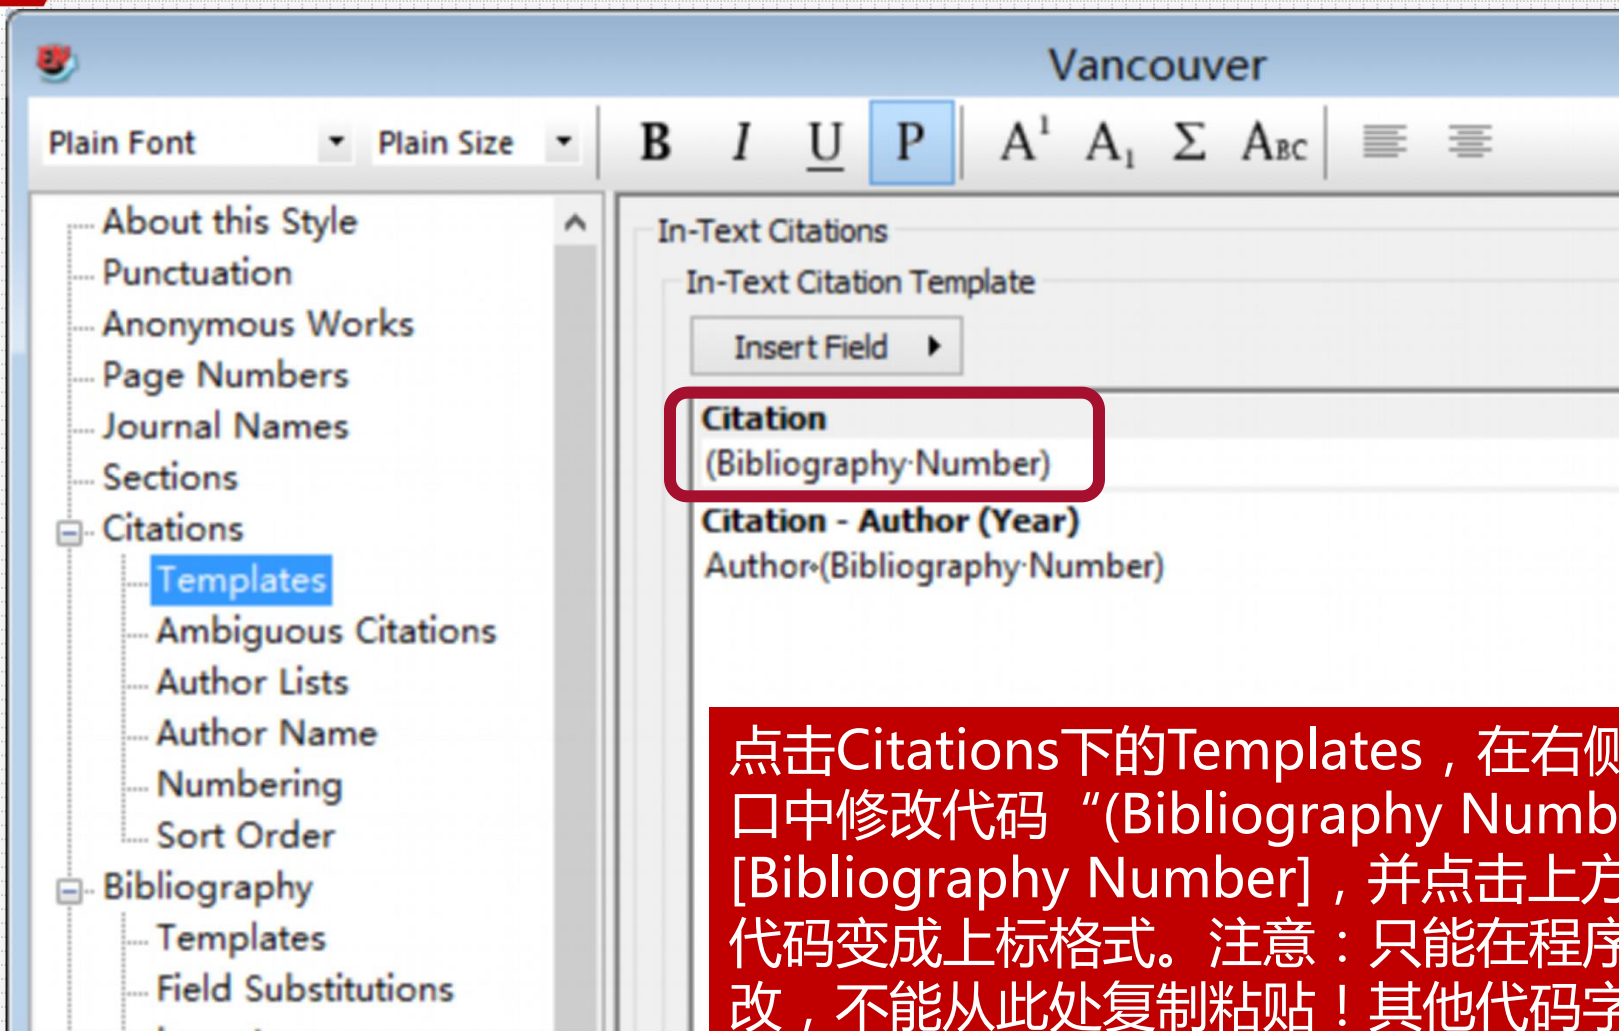 Vancouver
Plain Font Plain Size B I U P A1 A1 Σ ABC
About this Style
Punctuation
Anonymous Works
Page Numbers
Journal Names
Sections
Citations
Templates
Ambiguous Citations
Author Lists
Author Name
Numbering
Sort Order
Bibliography
Templates
Field Substitutions
In-Text Citations
In-Text Citation Template
Insert Field
Citation
(Bibliography·Number)
Citation - Author (Year)
Author(Bibliography·Number)
点击Citations下的Templates，在右侧
口中修改代码“(Bibliography Numb
[Bibliography Number]，并点击上方
代码变成上标格式。注意：只能在程序
改，不能从此处复制粘贴！其他代码字